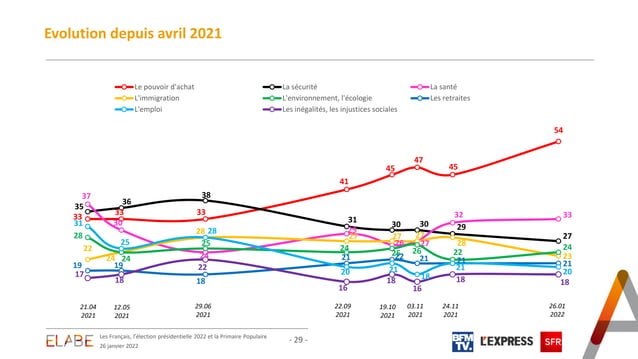 Evolution depuis avril 2021
Le pouvoir d'achat La sécurité La santé
L'immigration L'environnement, l'écologie Les retraites
L'emploi Les inégalités, les injustices sociales
54
47
45 45
41
37 38
35 36
33 33 33
31 30
31 30 30 32 33
29 27
28 28 28
25 25 28
22 24 24 24
24 26 27 22 24
23
19 19 18 21 21 21 21
22 20 21 18 21 20
17 18 16 18 16 18 18
21.04 12.05 29.06 22.09 19.10 03.11 24.11 26.01
2021 2021 2021 2021 2021 2021 2021 2022
ELABE
Les Français, l'élection présidentielle 2022 et la Primaire Populaire
26 janvier 2022
- 29 -
BFM
TV.
L'EXPRESS
SFR